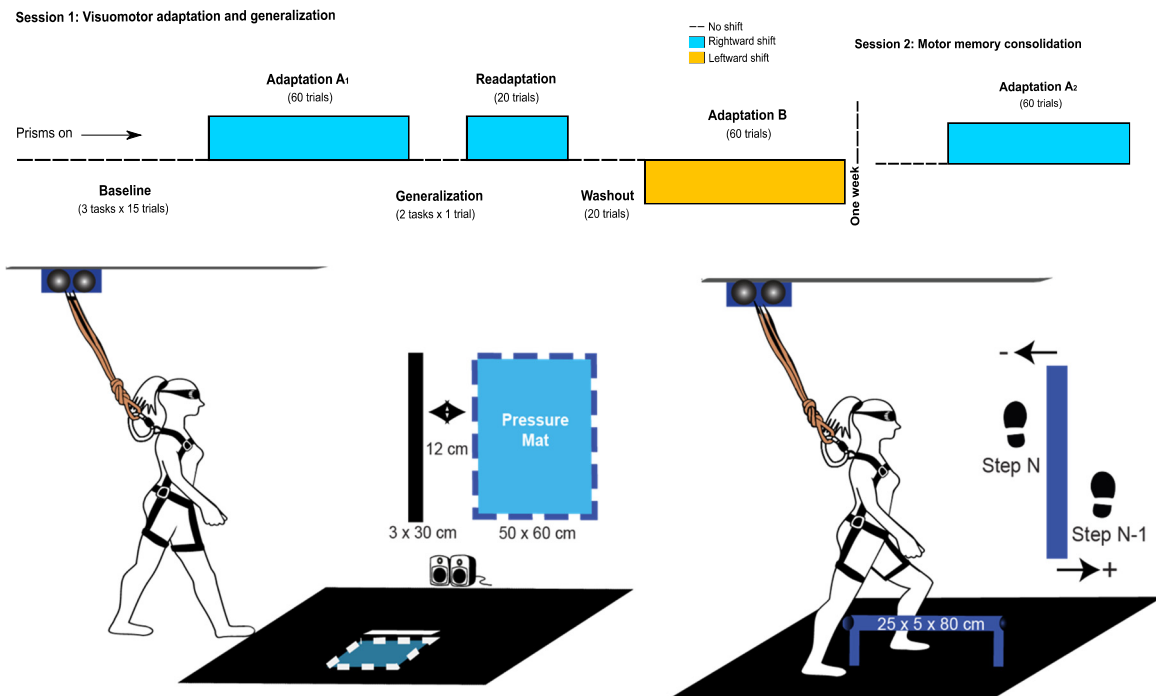 Session 1: Visuomotor adaptation and generalization
No shift
Rightward shift
Leftward shift
Session 2: Motor memory consolidation
Adaptation A₁
(60 trials)
Readaptation
(20 trials)
Adaptation A₂
(60 trials)
Prisms on
Adaptation B
(60 trials)
Baseline
(3 tasks x 15 trials)
Generalization
(2 tasks x 1 trial)
Washout
(20 trials)
One week
Pressure
Mat
12 cm
3 x 30 cm
50 x 60 cm
-
Step N
Step N-1
+
25 x 5 x 80 cm